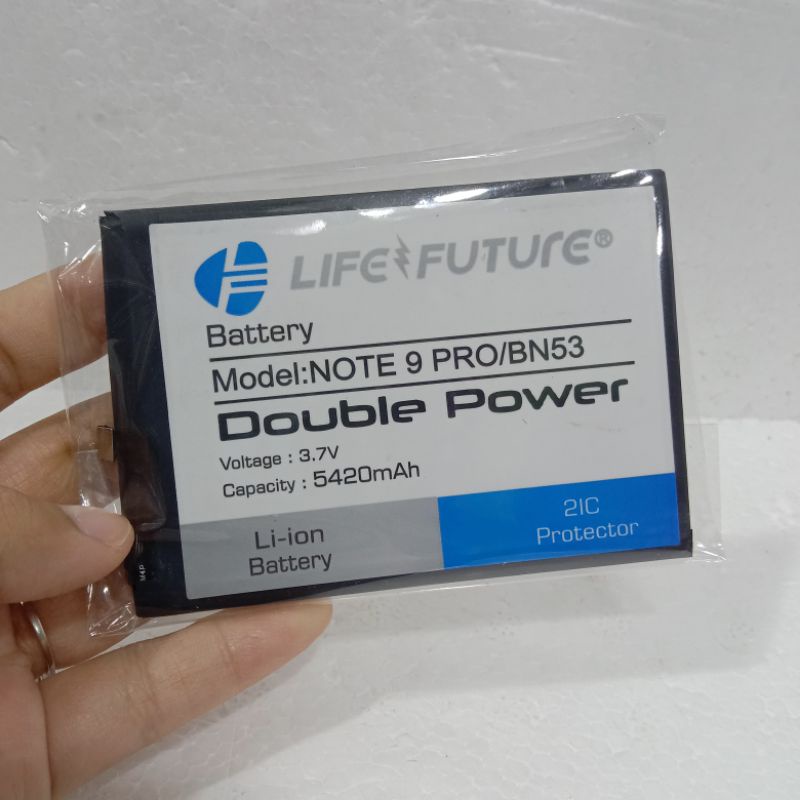 LIFE FUTURE®
Battery
Model:NOTE 9 PRO/BN53
Double Power
Voltage : 3.7V
Capacity : 5420mAh
Li-ion
Battery
2IC
Protector
M4P